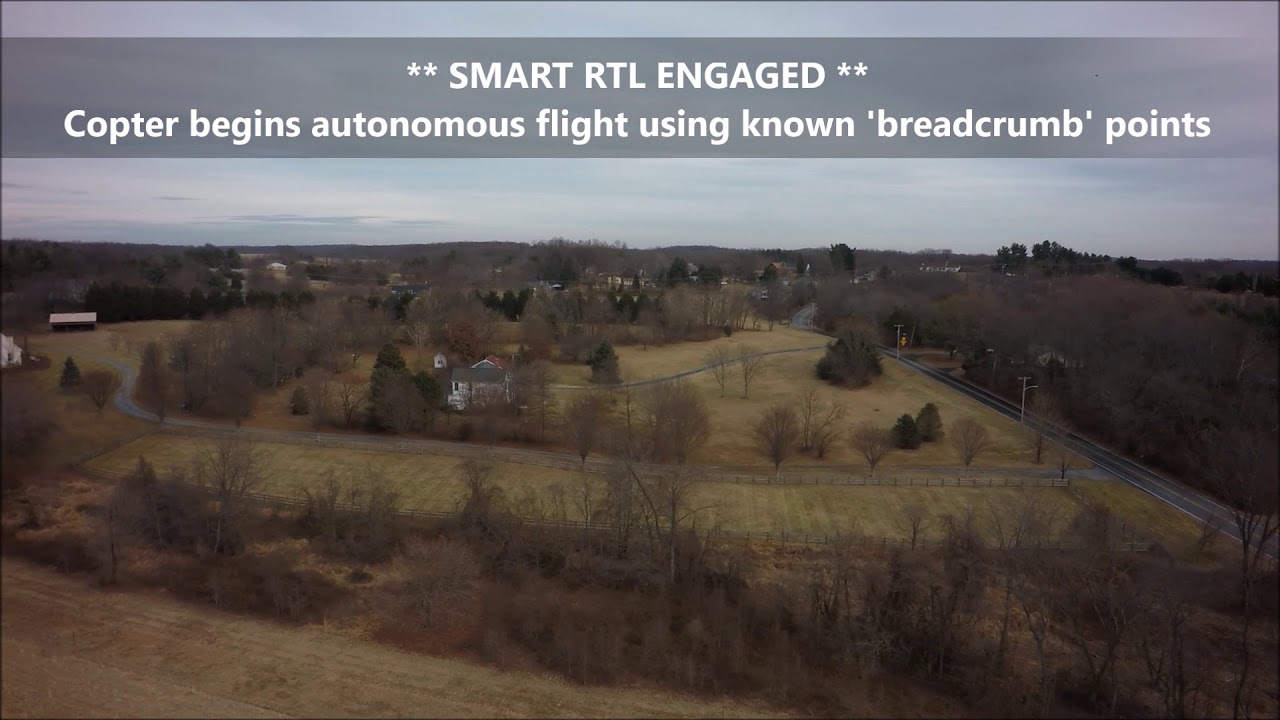 ** SMART RTL ENGAGED **
Copter begins autonomous flight using known 'breadcrumb' points